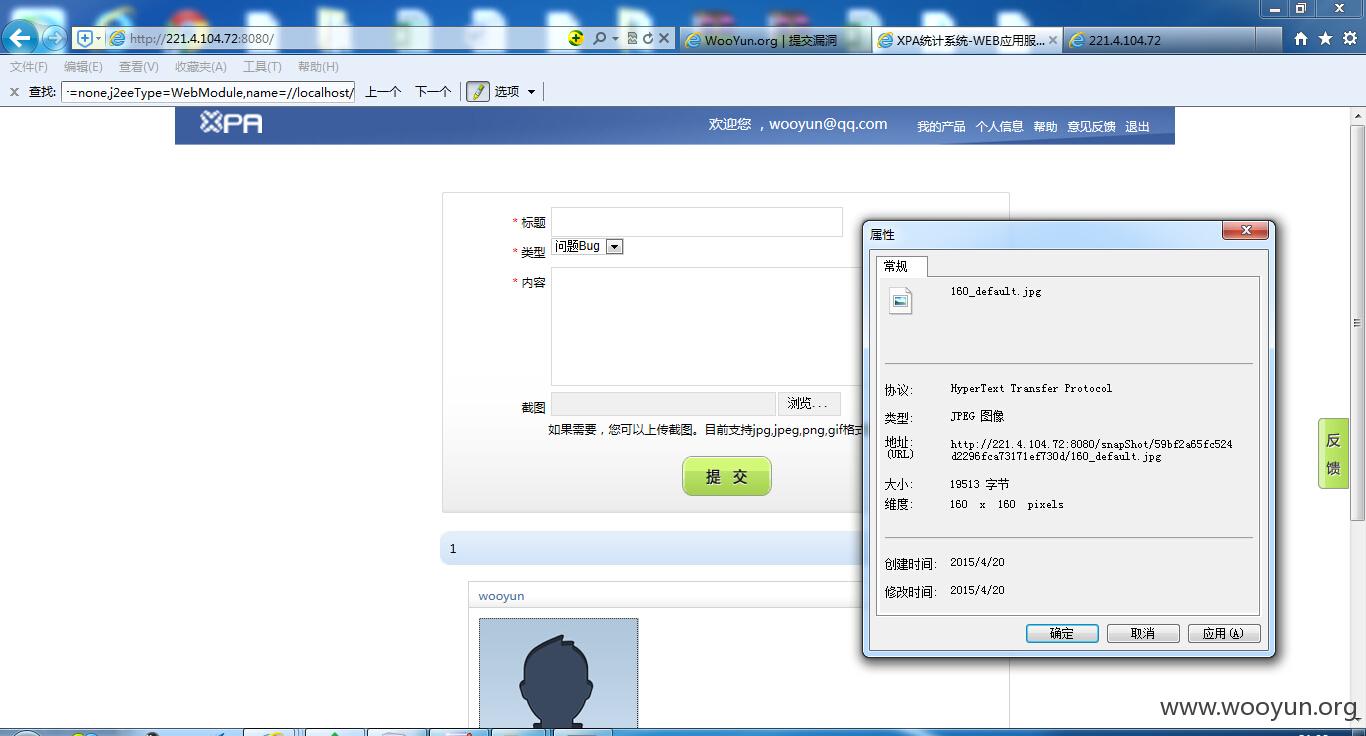 http://221.4.104.72:8080/
WooYun.org | 提交漏洞
XPA统计系统-WEB应用服...
221.4.104.72
文件(F) 编辑(E) 查看(V) 收藏夹(A) 工具(T) 帮助(H)
查找: =none,j2eeType=WebModule,name=//localhost/ 上一个 下一个 选项
XPA
欢迎您 ，wooyun@qq.com 我的产品 个人信息 帮助 意见反馈 退出
* 标题
* 类型 问题Bug
* 内容
截图 浏览...
如果需要，您可以上传截图。目前支持jpg,jpeg,png,gif格式
提 交
1
wooyun
属性
常规
160_default.jpg
协议: HyperText Transfer Protocol
类型: JPEG 图像
地址: (URL) http://221.4.104.72:8080/snapShot/59bf2a65fc524
d2296fca73171ef730d/160_default.jpg
大小: 19513 字节
维度: 160 x 160 pixels
创建时间: 2015/4/20
修改时间: 2015/4/20
确定 取消 应用(A)
反
馈
www.wooyun.org